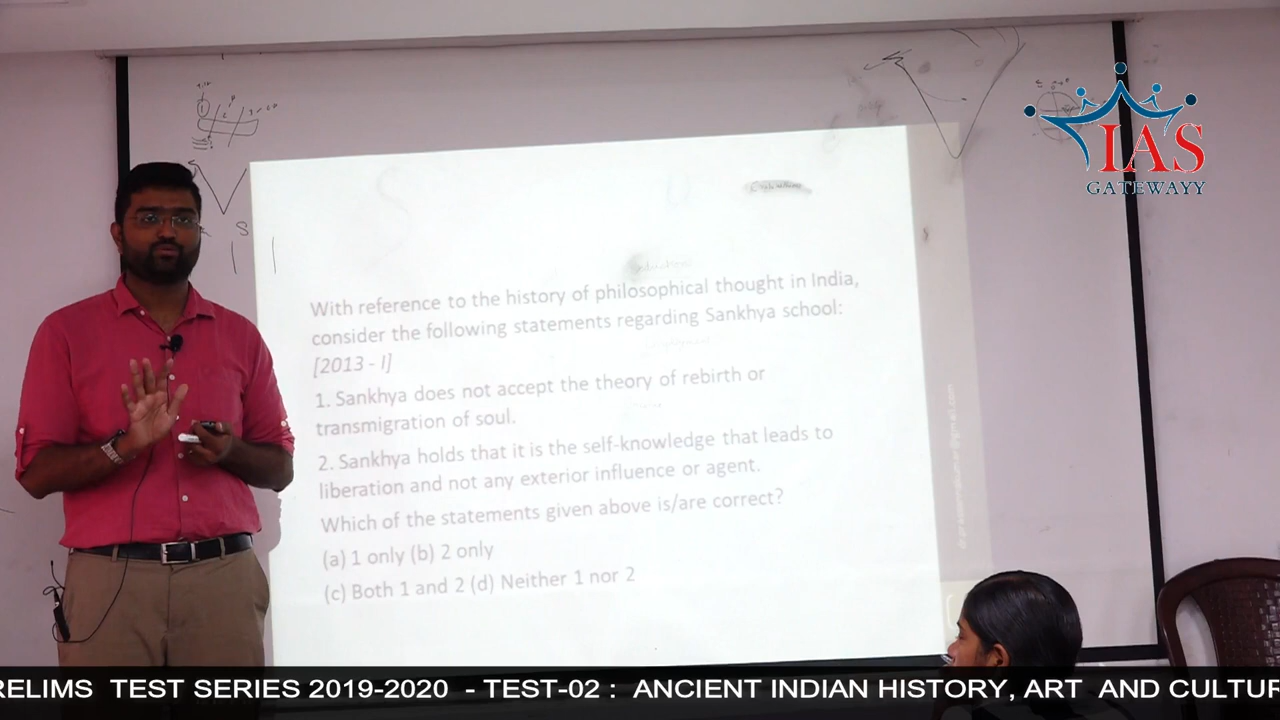 IAS
GATEWAYY
With reference to the history of philosophical thought in India,
consider the following statements regarding Sankhya school:
[2013 - I]
1. Sankhya does not accept the theory of rebirth or
transmigration of soul.
2. Sankhya holds that it is the self-knowledge that leads to
liberation and not any exterior influence or agent.
Which of the statements given above is/are correct?
(a) 1 only (b) 2 only
(c) Both 1 and 2 (d) Neither 1 nor 2
RELIMS TEST SERIES 2019-2020 - TEST-02 : ANCIENT INDIAN HISTORY, ART AND CULTUR